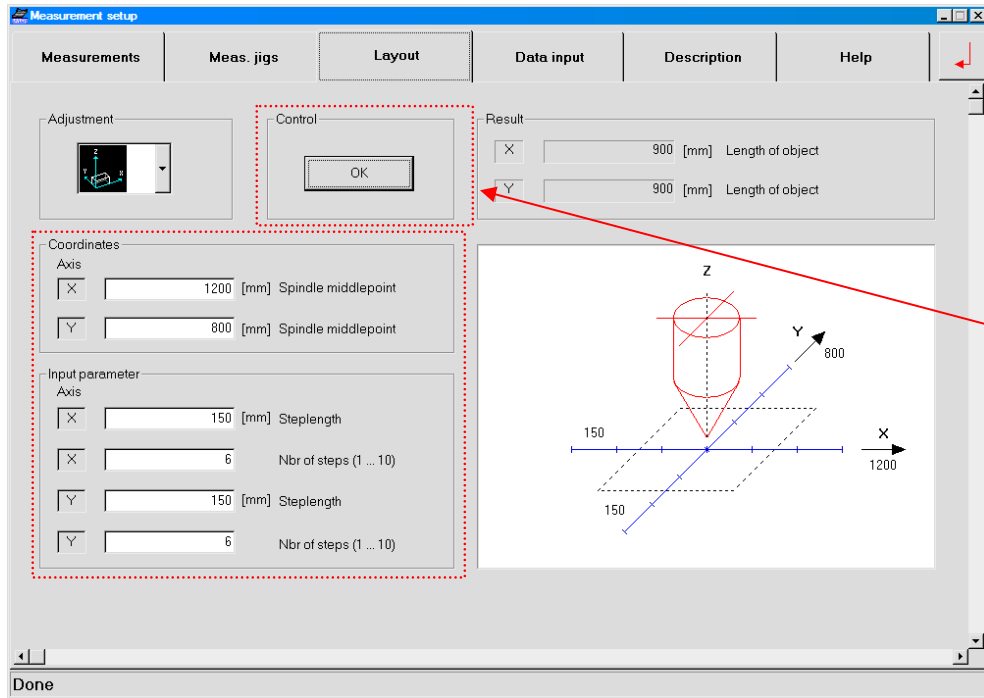 Measurement setup
Measurements Meas. jigs Layout Data input Description Help
Adjustment
Z
Y X
Control
OK
Result
X 900 [mm] Length of object
Y 900 [mm] Length of object
Coordinates
Axis
X 1200 [mm] Spindle middlepoint
Y 800 [mm] Spindle middlepoint
Input parameter
Axis
X 150 [mm] Steplength
X 6 Nbr of steps (1 ... 10)
Y 150 [mm] Steplength
Y 6 Nbr of steps (1 ... 10)
Z
Y
800
150
X
1200
150
Done